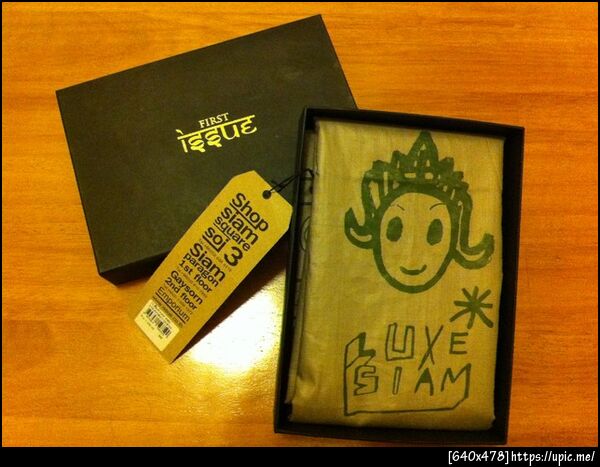 FIRST
issue
Shop
siam
square
soi 3
Siam
paragon
1st floor
Gaysorn
2nd floor
Emporium
LUXE
SIAM
[640x478]https://upic.me/